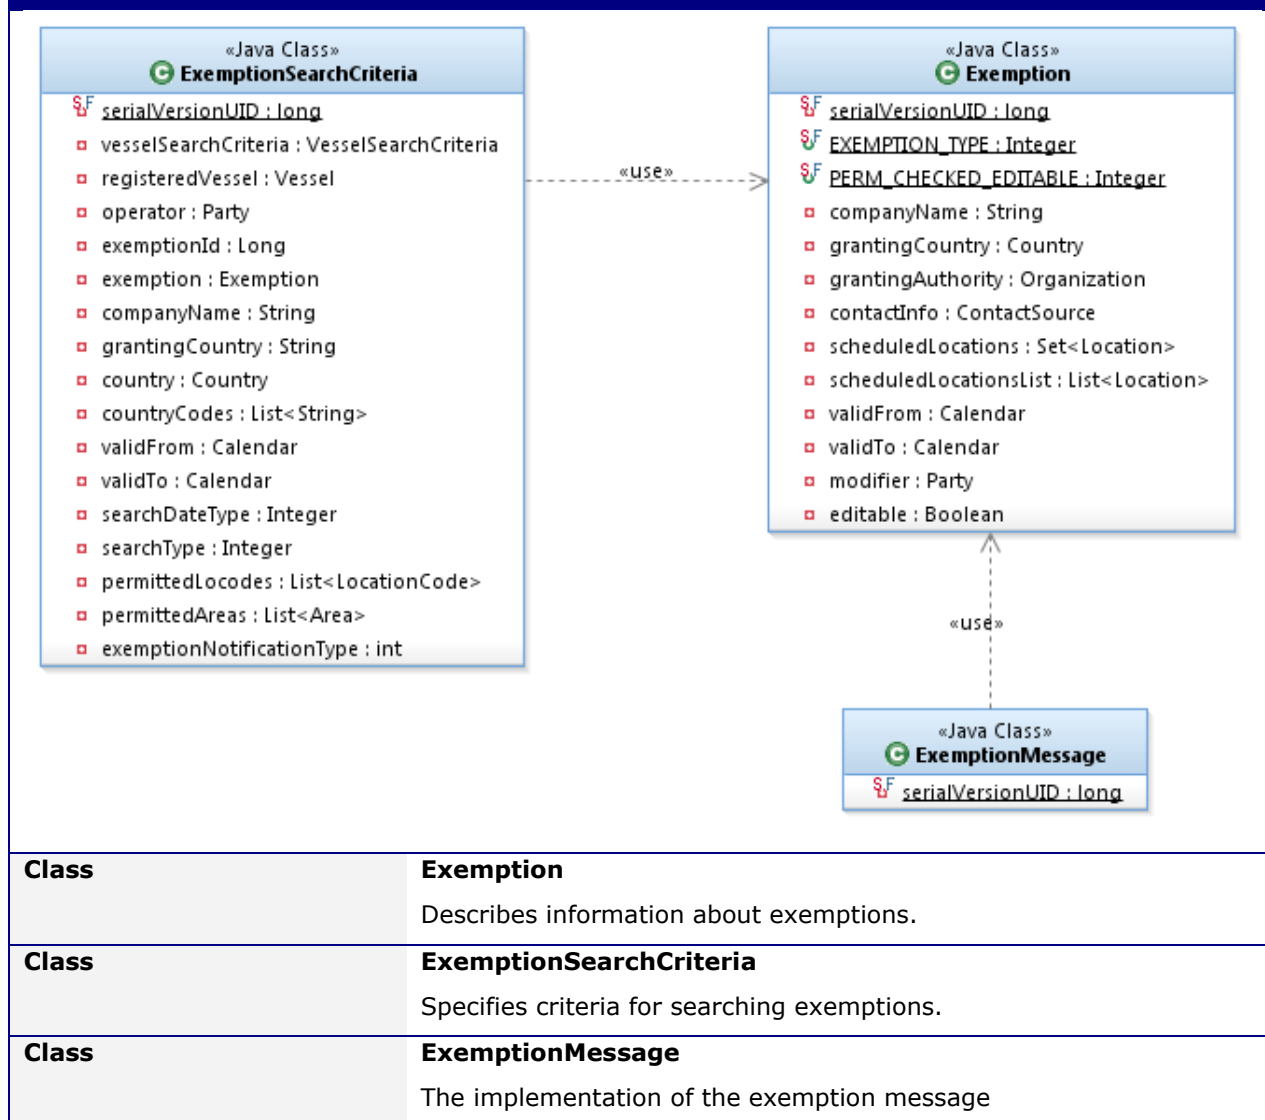 «Java Class»
ExemptionSearchCriteria
serialVersionUID : long
vesselSearchCriteria : VesselSearchCriteria
registeredVessel : Vessel
operator : Party
exemptionId : Long
exemption : Exemption
companyName : String
grantingCountry : String
country : Country
countryCodes : List<String>
validFrom : Calendar
validTo : Calendar
searchDateType : Integer
searchType : Integer
permittedLocodes : List<LocationCode>
permittedAreas : List<Area>
exemptionNotificationType : int
«use»
«Java Class»
Exemption
serialVersionUID : long
EXEMPTION_TYPE : Integer
PERM_CHECKED_EDITABLE : Integer
companyName : String
grantingCountry : Country
grantingAuthority : Organization
contactInfo : ContactSource
scheduledLocations : Set<Location>
scheduledLocationsList : List<Location>
validFrom : Calendar
validTo : Calendar
modifier : Party
editable : Boolean
«use»
«Java Class»
ExemptionMessage
serialVersionUID : long
Class Exemption
Describes information about exemptions.
Class ExemptionSearchCriteria
Specifies criteria for searching exemptions.
Class ExemptionMessage
The implementation of the exemption message